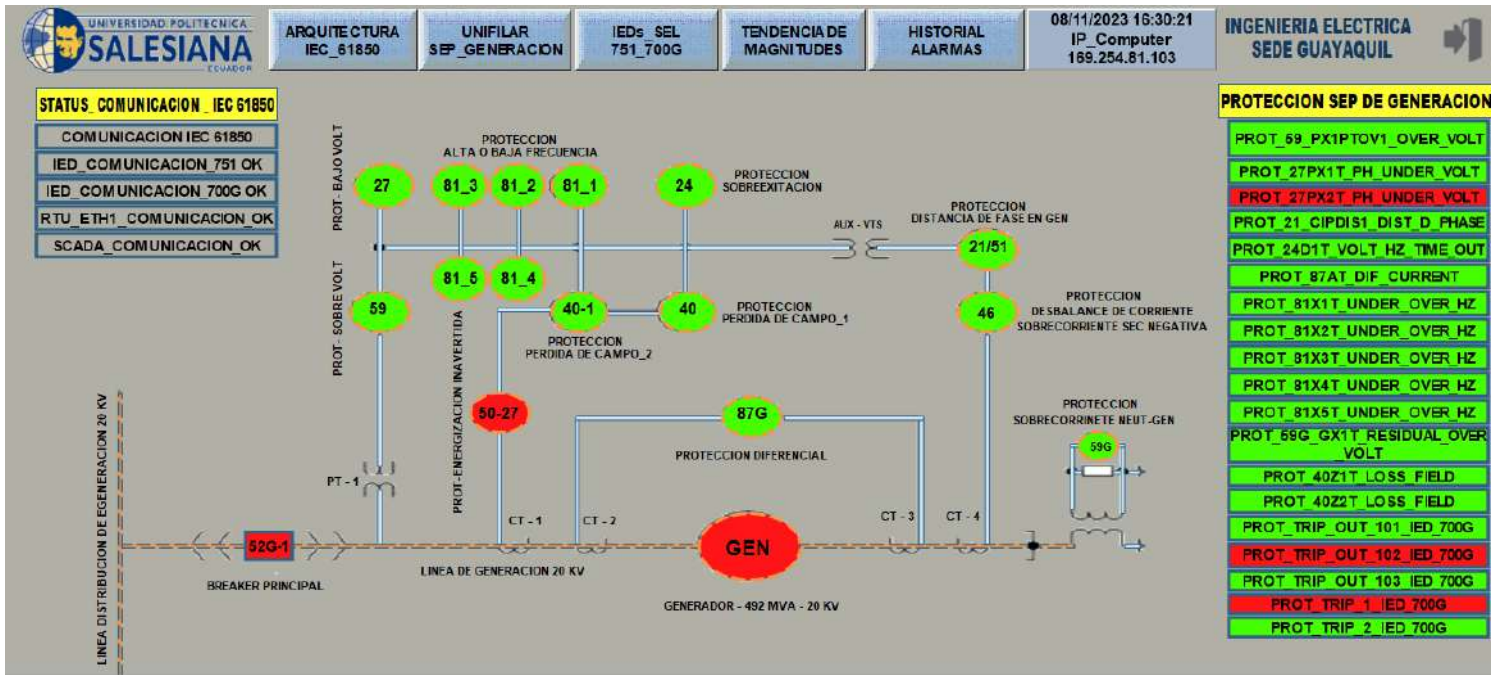 UNIVERSIDAD POLITECNICA
SALESIANA
ECUADOR
ARQUITECTURA
IEC_61850
UNIFILAR
SEP_GENERACION
IEDs_SEL
751_700G
TENDENCIA DE
MAGNITUDES
HISTORIAL
ALARMAS
08/11/2023 16:30:21
IP_Computer
169.254.81.103
INGENIERIA ELECTRICA
SEDE GUAYAQUIL
STATUS_COMUNICACION_IEC 61850
COMUNICACION IEC 61850
IED_COMUNICACION_751 OK
IED_COMUNICACION_700G OK
RTU_ETH1_COMUNICACION_OK
SCADA_COMUNICACION_OK
PROT- BAJO VOLT
27
PROTECCION
ALTA O BAJA FRECUENCIA
81_3
81_2
81_1
24
PROTECCION
SOBREEXITACION
AUX - VTS
PROTECCION
DISTANCIA DE FASE EN GEN
21/51
PROT- SOBRE VOLT
59
81_5
81_4
40-1
40
PROTECCION
PERDIDA DE CAMPO_1
PROTECCION
PERDIDA DE CAMPO_2
46
PROTECCION
DESBALANCE DE CORRIENTE
SOBRECORRIENTE SEC NEGATIVA
PROT-ENERGIZACION INAVERTIDA
50-27
87G
PROTECCION DIFERENCIAL
PROTECCION
SOBRECORRINETE NEUT-GEN
59G
PT - 1
CT - 1
CT - 2
CT - 3
CT - 4
LINEA DISTRIBUCION DE EGENERACION 20 KV
52G-1
BREAKER PRINCIPAL
LINEA DE GENERACION 20 KV
GEN
GENERADOR - 492 MVA - 20 KV
PROTECCION SEP DE GENERACION
PROT_59_PX1PTOV1_OVER_VOLT
PROT_27PX1T_PH_UNDER_VOLT
PROT_27PX2T_PH_UNDER_VOLT
PROT_21_CIPDIS1_DIST_D_PHASE
PROT_24D1T_VOLT_HZ_TIME_OUT
PROT_87AT_DIF_CURRENT
PROT_81X1T_UNDER_OVER_HZ
PROT_81X2T_UNDER_OVER_HZ
PROT_81X3T_UNDER_OVER_HZ
PROT_81X4T_UNDER_OVER_HZ
PROT_81X5T_UNDER_OVER_HZ
PROT_59G_GX1T_RESIDUAL_OVER
_VOLT
PROT_40Z1T_LOSS_FIELD
PROT_40Z2T_LOSS_FIELD
PROT_TRIP_OUT_101_IED_700G
PROT_TRIP_OUT_102_IED_700G
PROT_TRIP_OUT_103_IED_700G
PROT_TRIP_1_IED_700G
PROT_TRIP_2_IED_700G